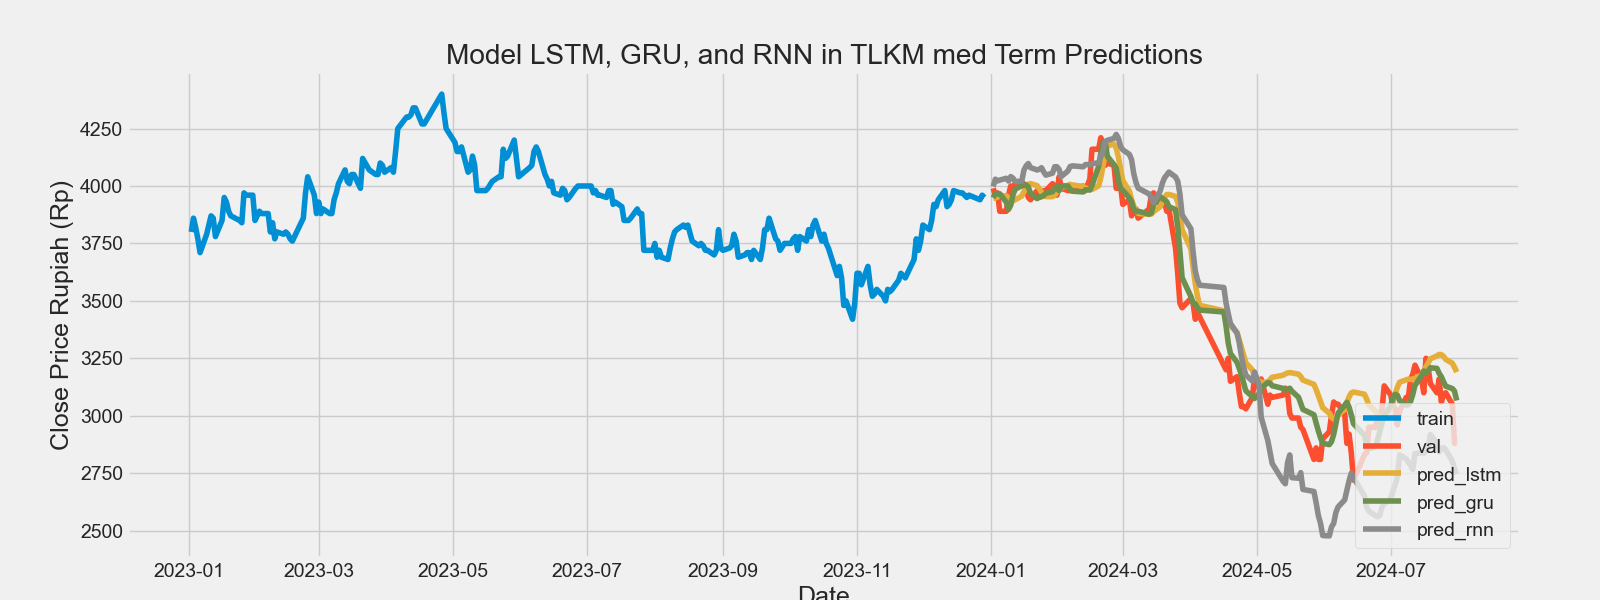 Model LSTM, GRU, and RNN in TLKM med Term Predictions
Close Price Rupiah (Rp)
4250
4000
3750
3500
3250
3000
2750
2500
train
val
pred_lstm
pred_gru
pred_rnn
2023-01 2023-03 2023-05 2023-07 2023-09 2023-11 2024-01 2024-03 2024-05 2024-07
Date